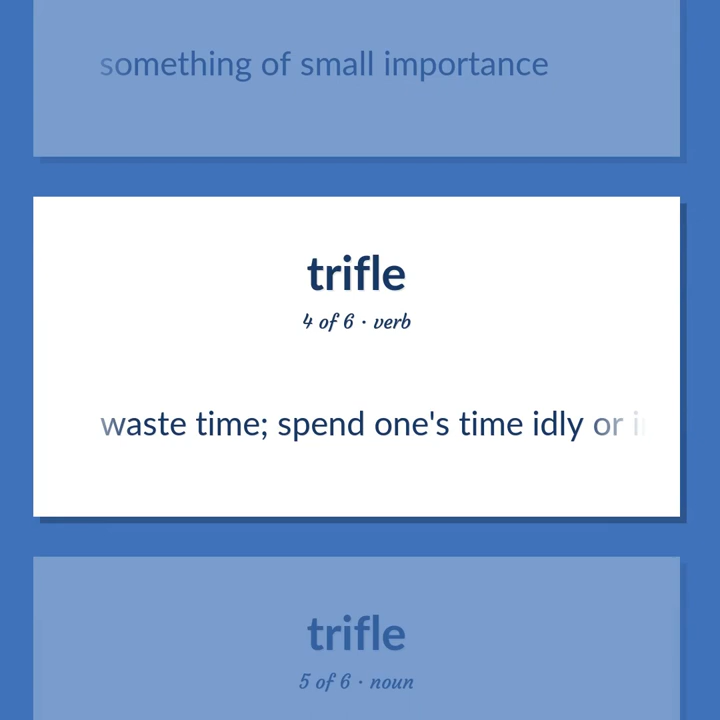 something of small importance
trifle
4 of 6 · verb
waste time; spend one's time idly or
trifle
5 of 6 · noun